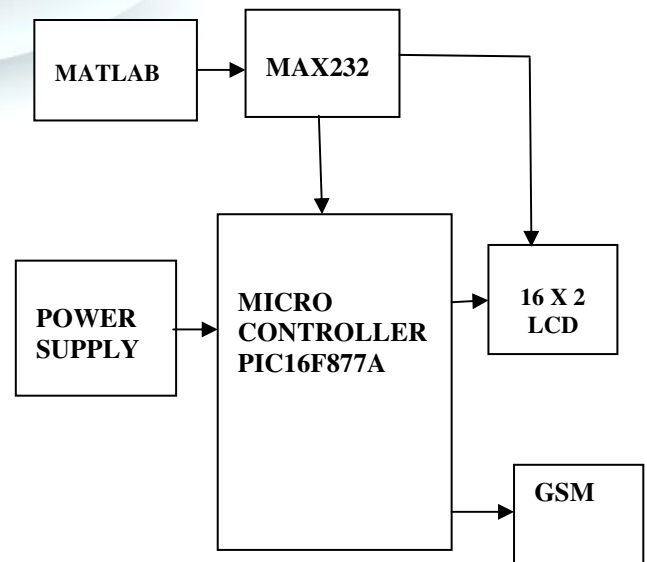 MATLAB
MAX232
POWER
SUPPLY
MICRO
CONTROLLER
PIC16F877A
16 X 2
LCD
GSM